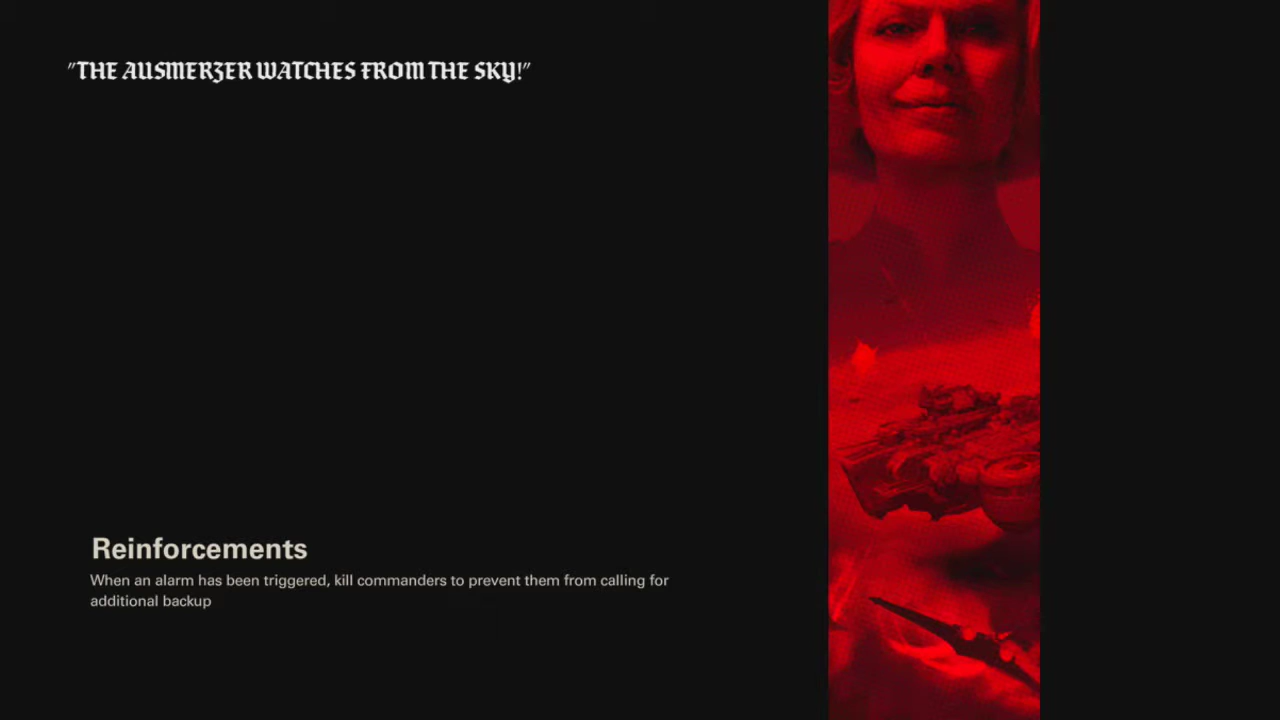 "THE AUSMERZER WATCHES FROM THE SKY!"
Reinforcements
When an alarm has been triggered, kill commanders to prevent them from calling for
additional backup